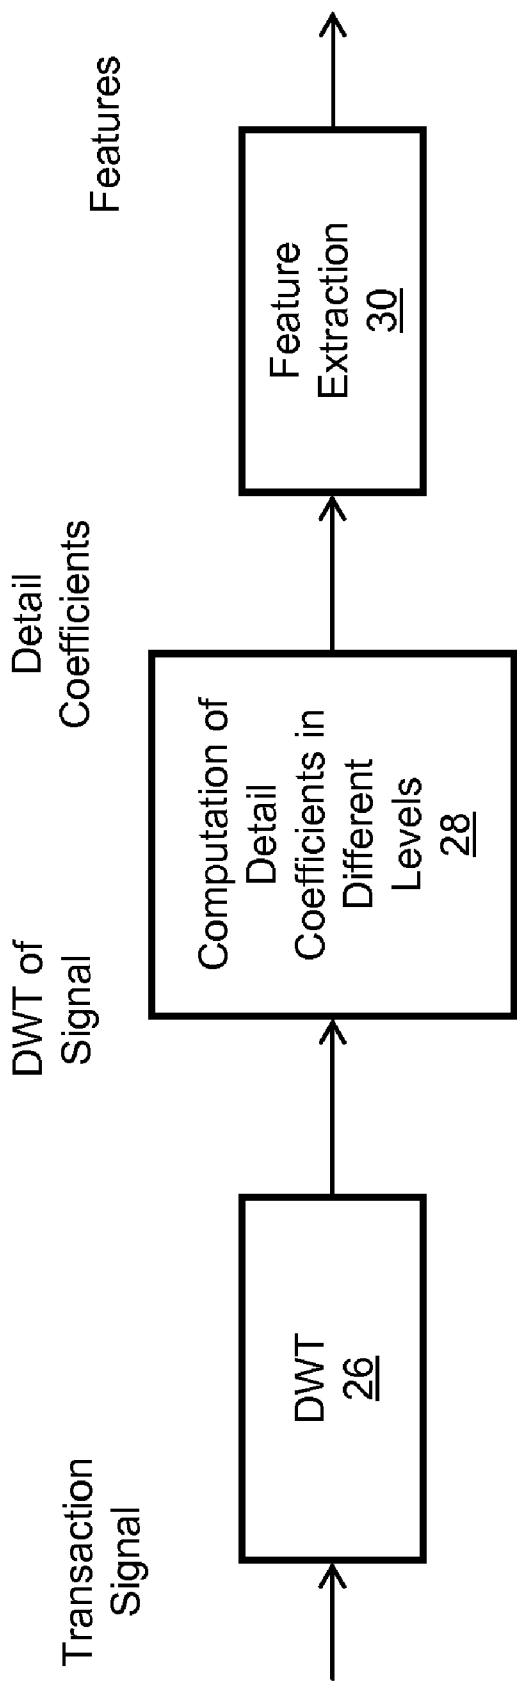 Transaction
Signal
DWT
26
DWT of
Signal
Computation of
Detail
Coefficients in
Different
Levels
28
Detail
Coefficients
Feature
Extraction
30
Features